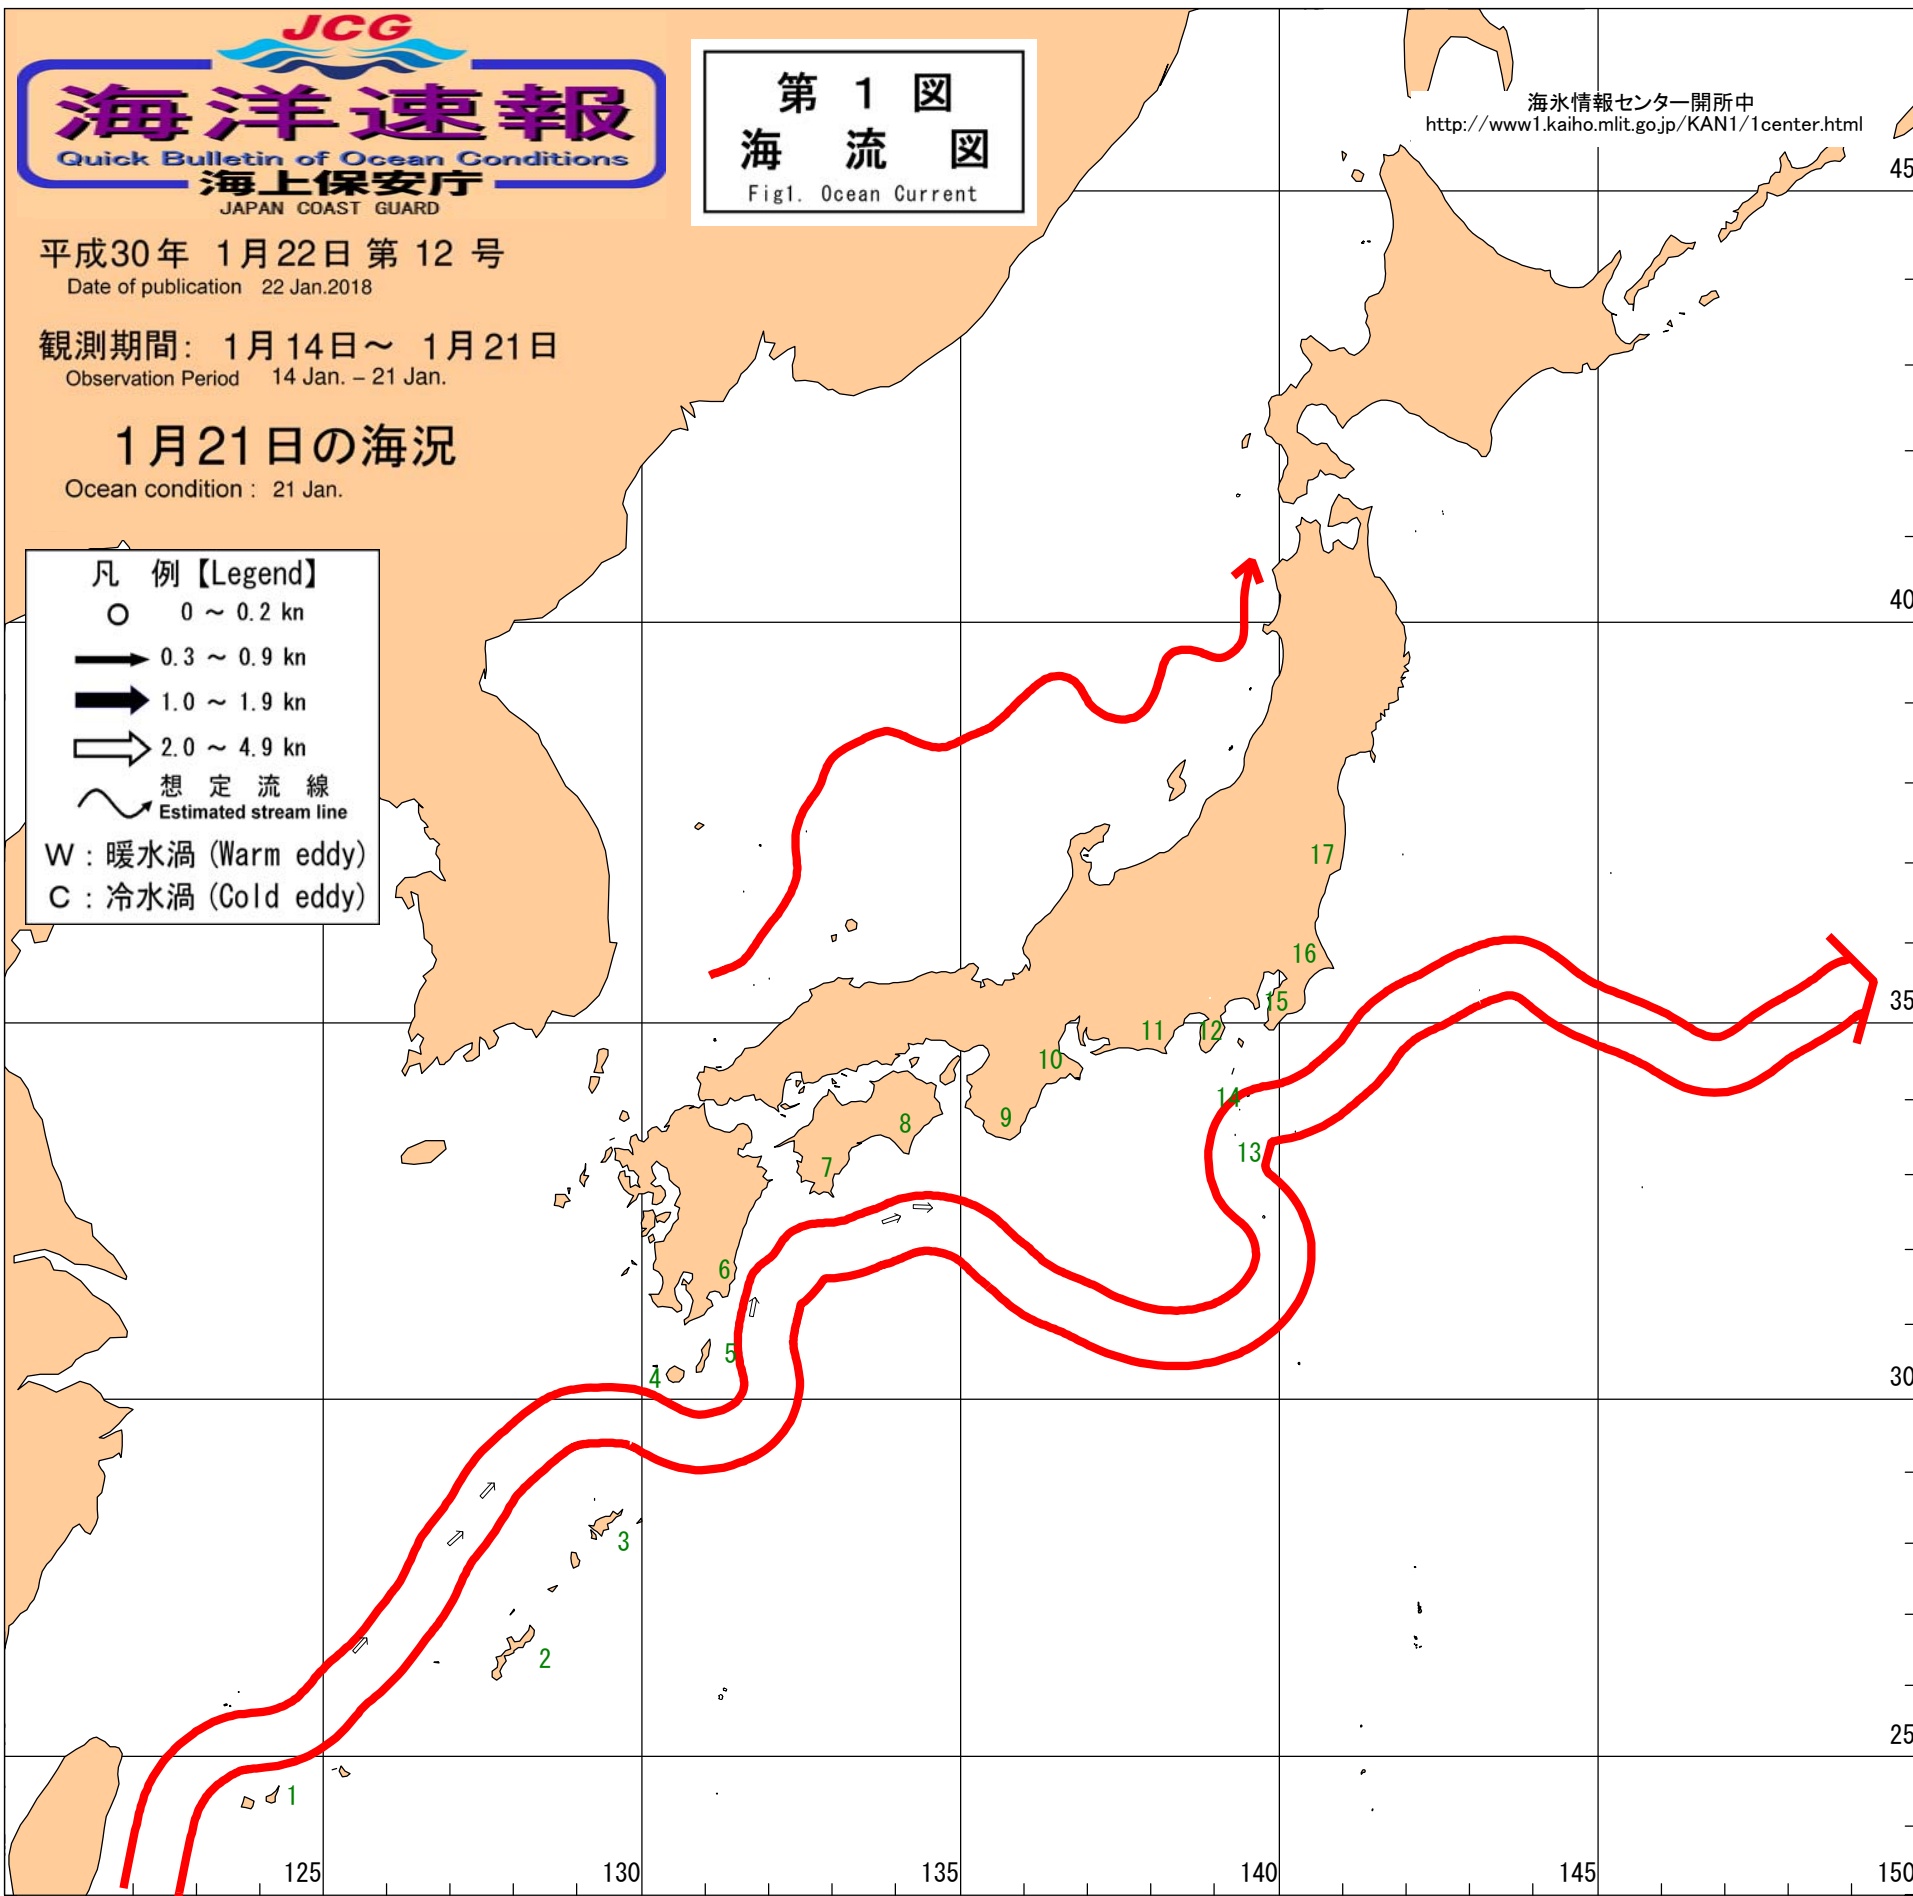 JCG
海洋速報
Quick Bulletin of Ocean Conditions
海上保安庁
JAPAN COAST GUARD
第 1 図
海 流 図
Fig1. Ocean Current
海氷情報センター開所中
http://www1.kaiho.mlit.go.jp/KAN1/1center.html
平成30年 1月22日 第 12 号
Date of publication 22 Jan.2018
観測期間: 1月14日～ 1月21日
Observation Period 14 Jan. – 21 Jan.
1月21日の海況
Ocean condition : 21 Jan.
凡 例【Legend】
0 ～ 0.2 kn
0.3 ～ 0.9 kn
1.0 ～ 1.9 kn
2.0 ～ 4.9 kn
想 定 流 線
Estimated stream line
W : 暖水渦 (Warm eddy)
C : 冷水渦 (Cold eddy)
45
40
17
16
35
15
11
12
10
14
9
8
13
7
6
5
30
4
3
2
25
1
125
130
135
140
145
150